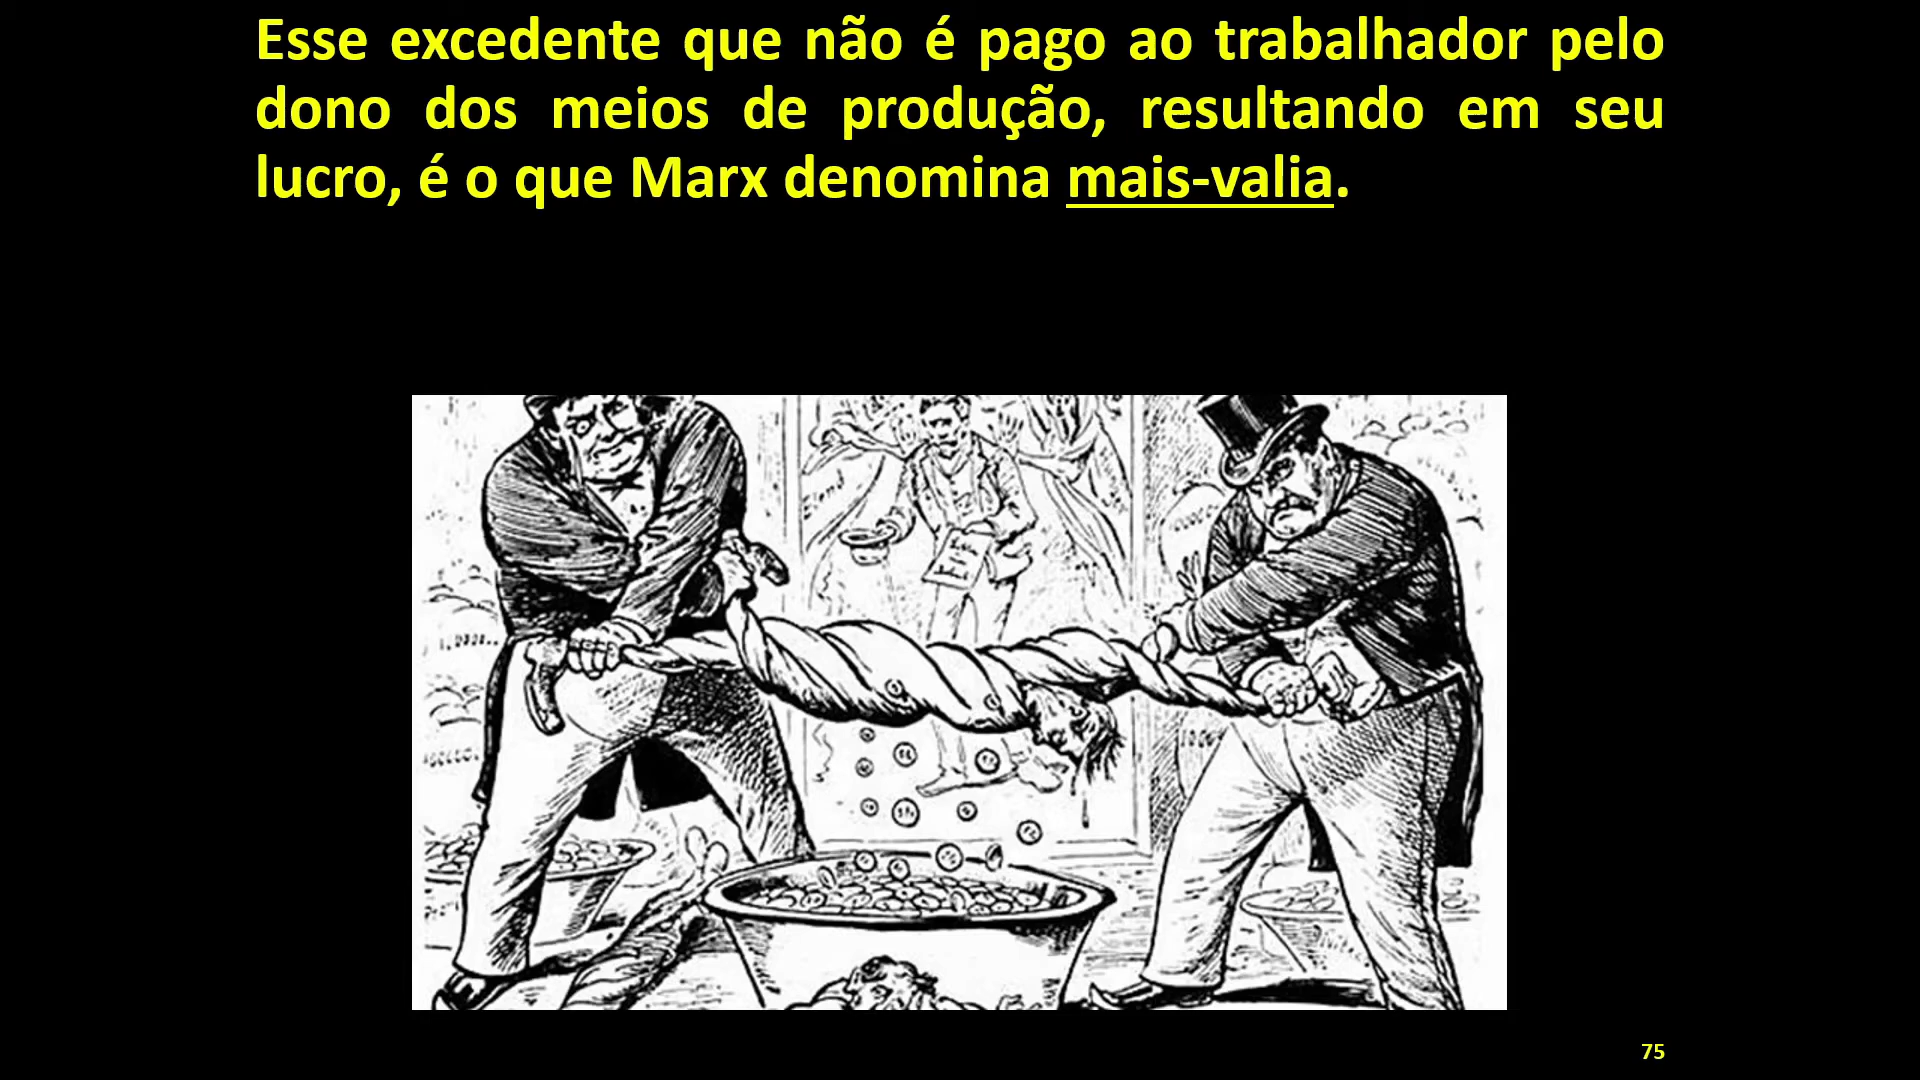 Esse excedente que não é pago ao trabalhador pelo
dono dos meios de produção, resultando em seu
lucro, é o que Marx denomina mais-valia.
75